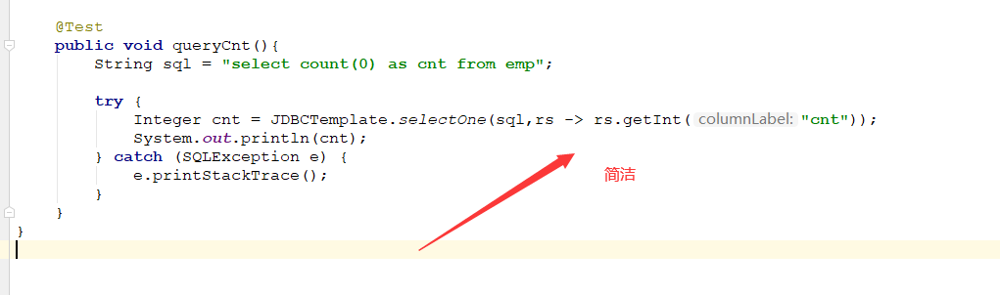 @Test
public void queryCnt(){
String sql = "select count(0) as cnt from emp";
try {
Integer cnt = JDBCTemplate.selectOne(sql,rs -> rs.getInt( columnLabel: "cnt"));
System.out.println(cnt);
} catch (SQLException e) {
简洁
e.printStackTrace();
}
}
}